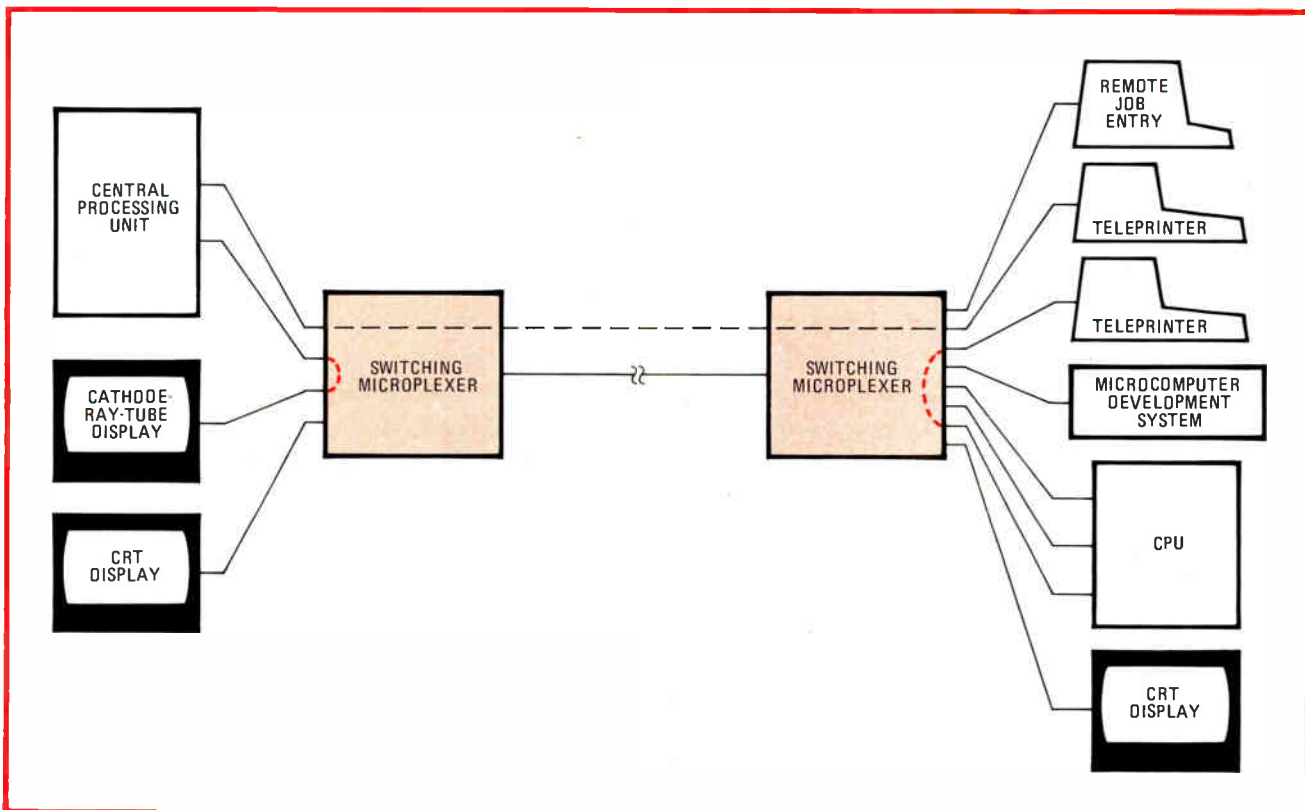 CENTRAL
PROCESSING
UNIT
CATHODE-
RAY-TUBE
DISPLAY
CRT
DISPLAY
SWITCHING
MICROPLEXER
SWITCHING
MICROPLEXER
REMOTE
JOB
ENTRY
TELEPRINTER
TELEPRINTER
MICROCOMPUTER
DEVELOPMENT
SYSTEM
CPU
CRT
DISPLAY